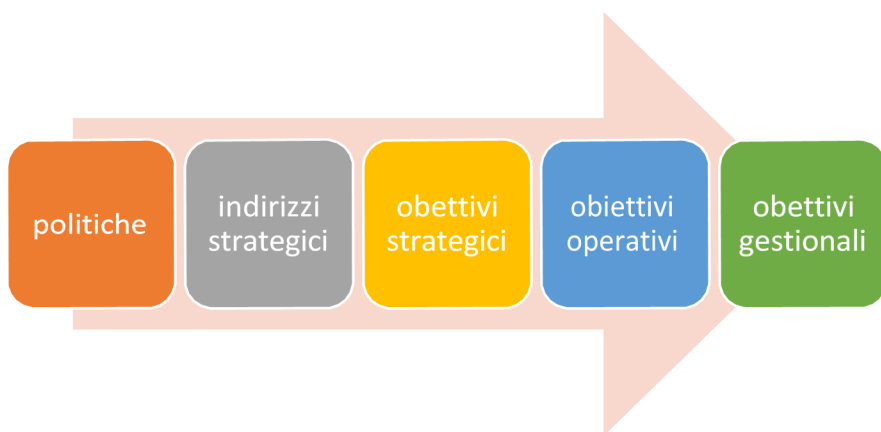 politiche
indirizzi
strategici
obettivi
strategici
obiettivi
operativi
obettivi
gestionali